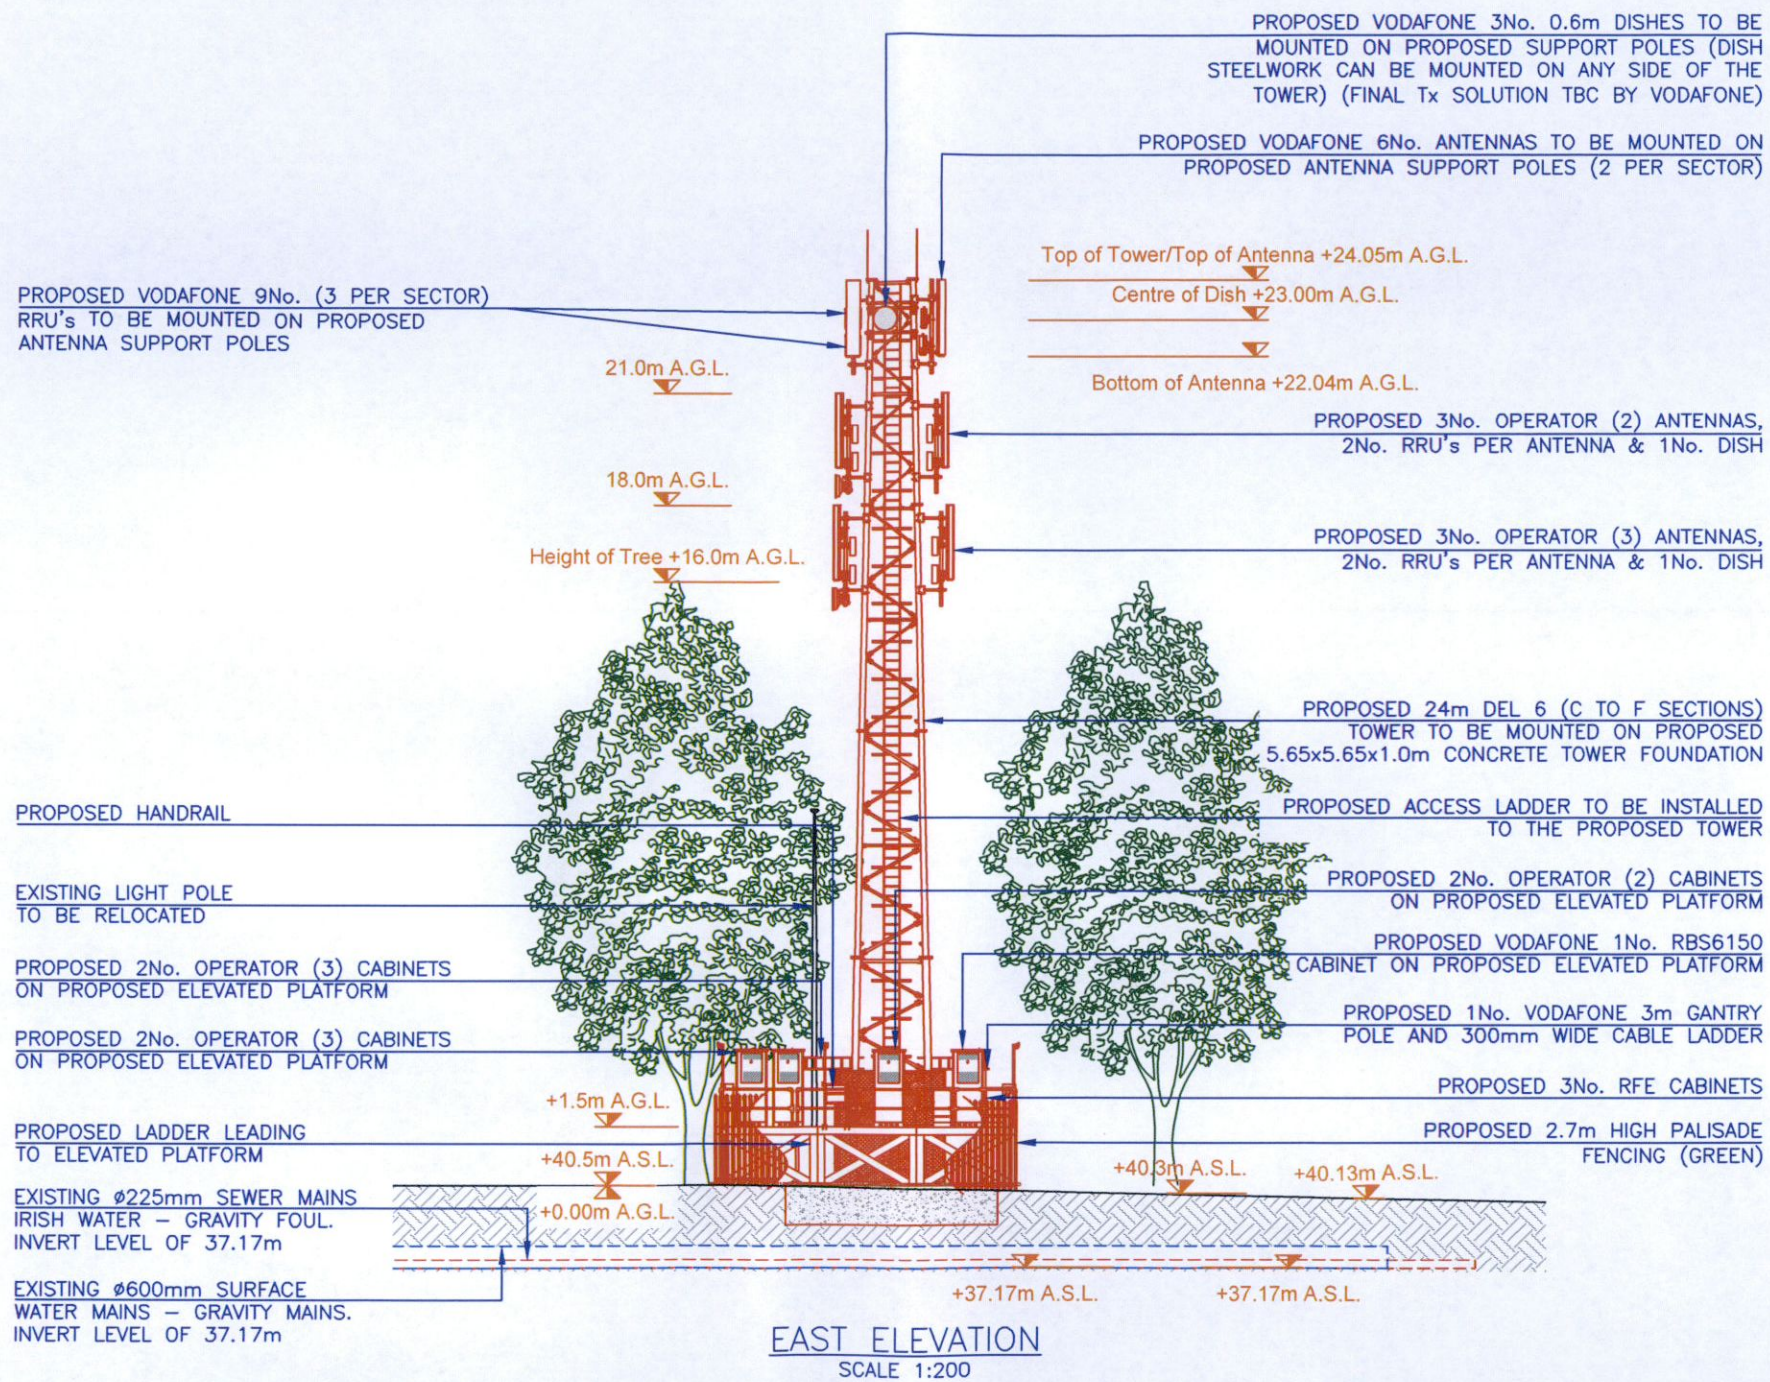 PROPOSED VODAFONE 3No. 0.6m DISHES TO BE
MOUNTED ON PROPOSED SUPPORT POLES (DISH
STEELWORK CAN BE MOUNTED ON ANY SIDE OF THE
TOWER) (FINAL Tx SOLUTION TBC BY VODAFONE)
PROPOSED VODAFONE 6No. ANTENNAS TO BE MOUNTED ON
PROPOSED ANTENNA SUPPORT POLES (2 PER SECTOR)
Top of Tower/Top of Antenna +24.05m A.G.L.
Centre of Dish +23.00m A.G.L.
Bottom of Antenna +22.04m A.G.L.
PROPOSED VODAFONE 9No. (3 PER SECTOR)
RRU's TO BE MOUNTED ON PROPOSED
ANTENNA SUPPORT POLES
21.0m A.G.L.
18.0m A.G.L.
Height of Tree +16.0m A.G.L.
PROPOSED 3No. OPERATOR (2) ANTENNAS,
2No. RRU's PER ANTENNA & 1No. DISH
PROPOSED 3No. OPERATOR (3) ANTENNAS,
2No. RRU's PER ANTENNA & 1No. DISH
PROPOSED 24m DEL 6 (C TO F SECTIONS)
TOWER TO BE MOUNTED ON PROPOSED
5.65x5.65x1.0m CONCRETE TOWER FOUNDATION
PROPOSED ACCESS LADDER TO BE INSTALLED
TO THE PROPOSED TOWER
PROPOSED 2No. OPERATOR (2) CABINETS
ON PROPOSED ELEVATED PLATFORM
PROPOSED VODAFONE 1No. RBS6150
CABINET ON PROPOSED ELEVATED PLATFORM
PROPOSED 1No. VODAFONE 3m GANTRY
POLE AND 300mm WIDE CABLE LADDER
PROPOSED 3No. RFE CABINETS
PROPOSED 2.7m HIGH PALISADE
FENCING (GREEN)
PROPOSED HANDRAIL
EXISTING LIGHT POLE
TO BE RELOCATED
PROPOSED 2No. OPERATOR (3) CABINETS
ON PROPOSED ELEVATED PLATFORM
PROPOSED 2No. OPERATOR (3) CABINETS
ON PROPOSED ELEVATED PLATFORM
PROPOSED LADDER LEADING
TO ELEVATED PLATFORM
EXISTING ø225mm SEWER MAINS
IRISH WATER – GRAVITY FOUL.
INVERT LEVEL OF 37.17m
EXISTING ø600mm SURFACE
WATER MAINS – GRAVITY MAINS.
INVERT LEVEL OF 37.17m
+1.5m A.G.L.
+40.5m A.S.L.
+0.00m A.G.L.
+40.3m A.S.L.
+40.13m A.S.L.
+37.17m A.S.L.
+37.17m A.S.L.
EAST ELEVATION
SCALE 1:200